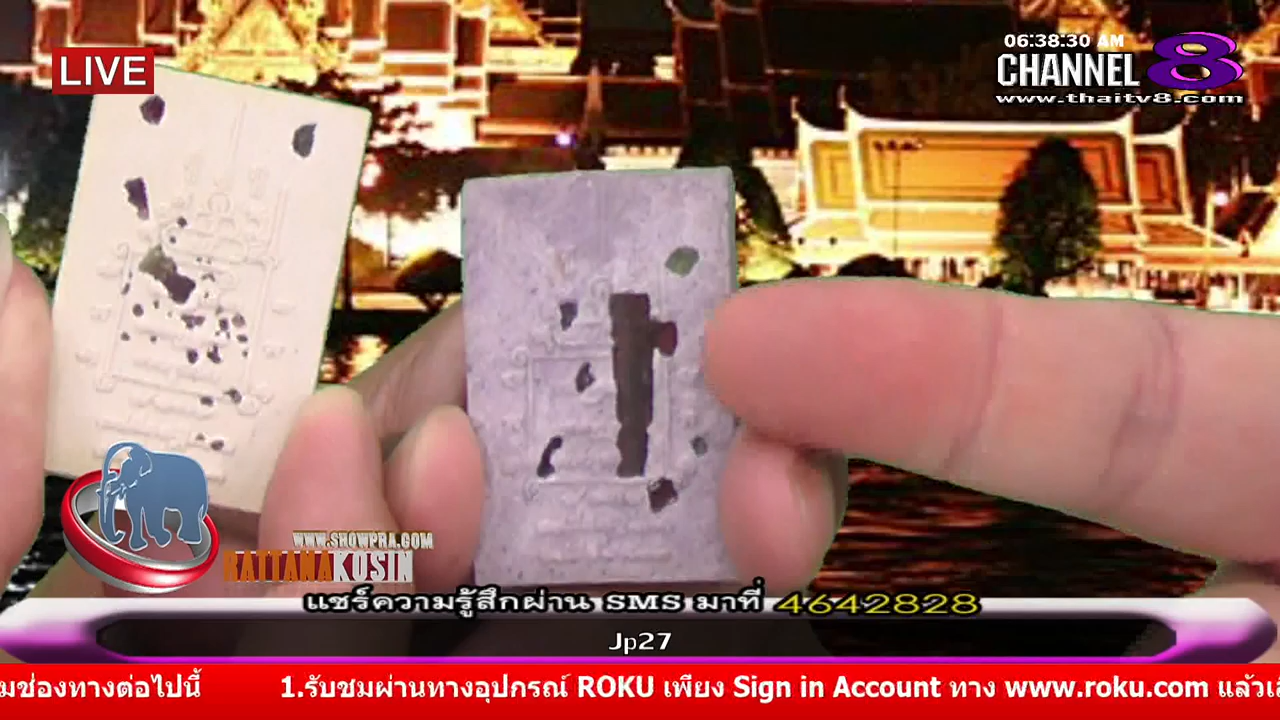 LIVE
06:38:30 AM
CHANNEL 8
www.thaitv8.com
WWW.SHOWPRA.COM
RATTANAKOSIN
แชร์ความรู้สึกผ่าน SMS มาที่ 4642828
Jp27
มช่องทางต่อไปนี้ 1.รับชมผ่านทางอุปกรณ์ ROKU เพียง Sign in Account ทาง www.roku.com แล้วเ